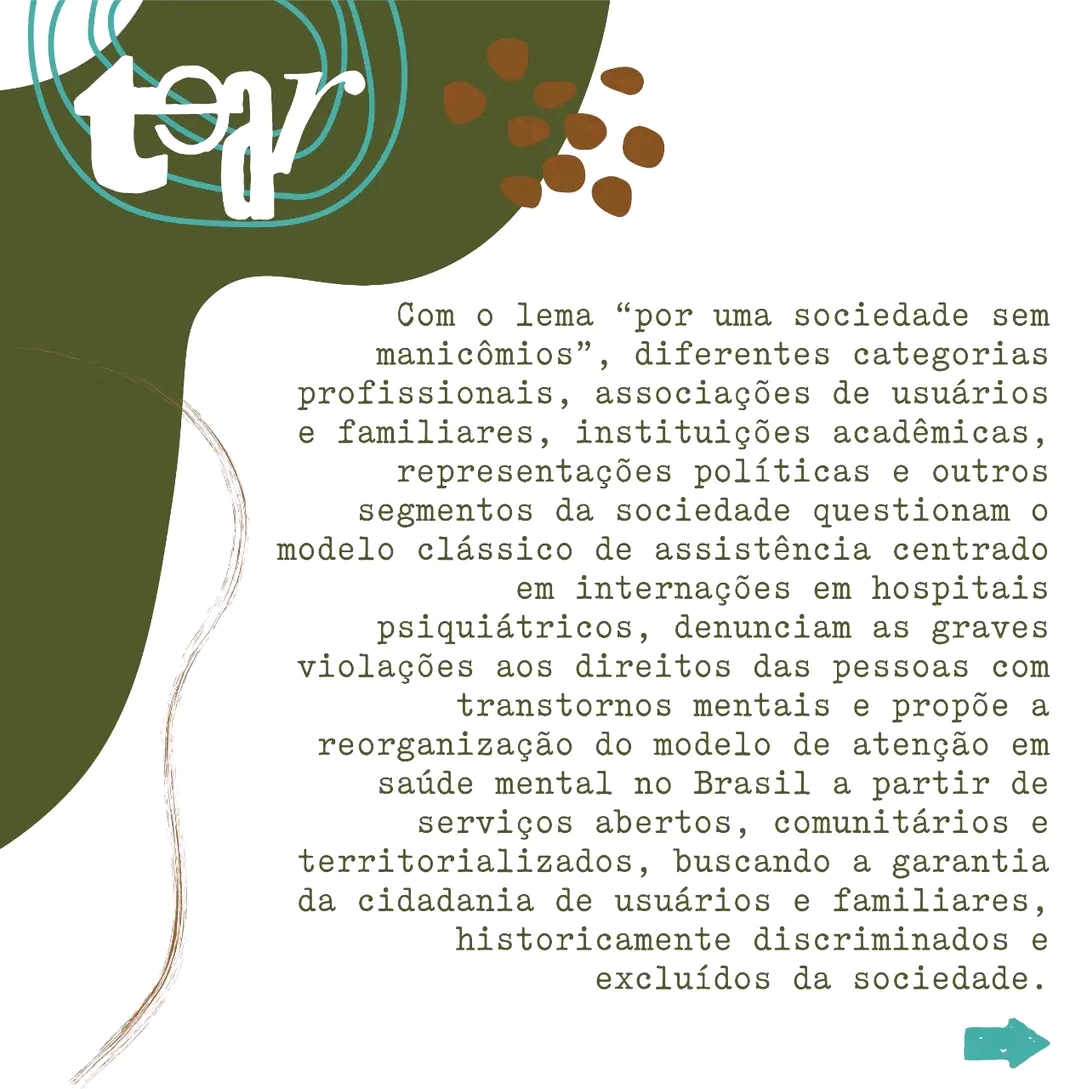 tear
Com o lema “por uma sociedade sem
manicômios”, diferentes categorias
profissionais, associações de usuários
e familiares, instituições acadêmicas,
representações políticas e outros
segmentos da sociedade questionam o
modelo clássico de assistência centrado
em internações em hospitais
psiquiátricos, denunciam as graves
violações aos direitos das pessoas com
transtornos mentais e propõe a
reorganização do modelo de atenção em
saúde mental no Brasil a partir de
serviços abertos, comunitários e
territorializados, buscando a garantia
da cidadania de usuários e familiares,
historicamente discriminados e
excluídos da sociedade.